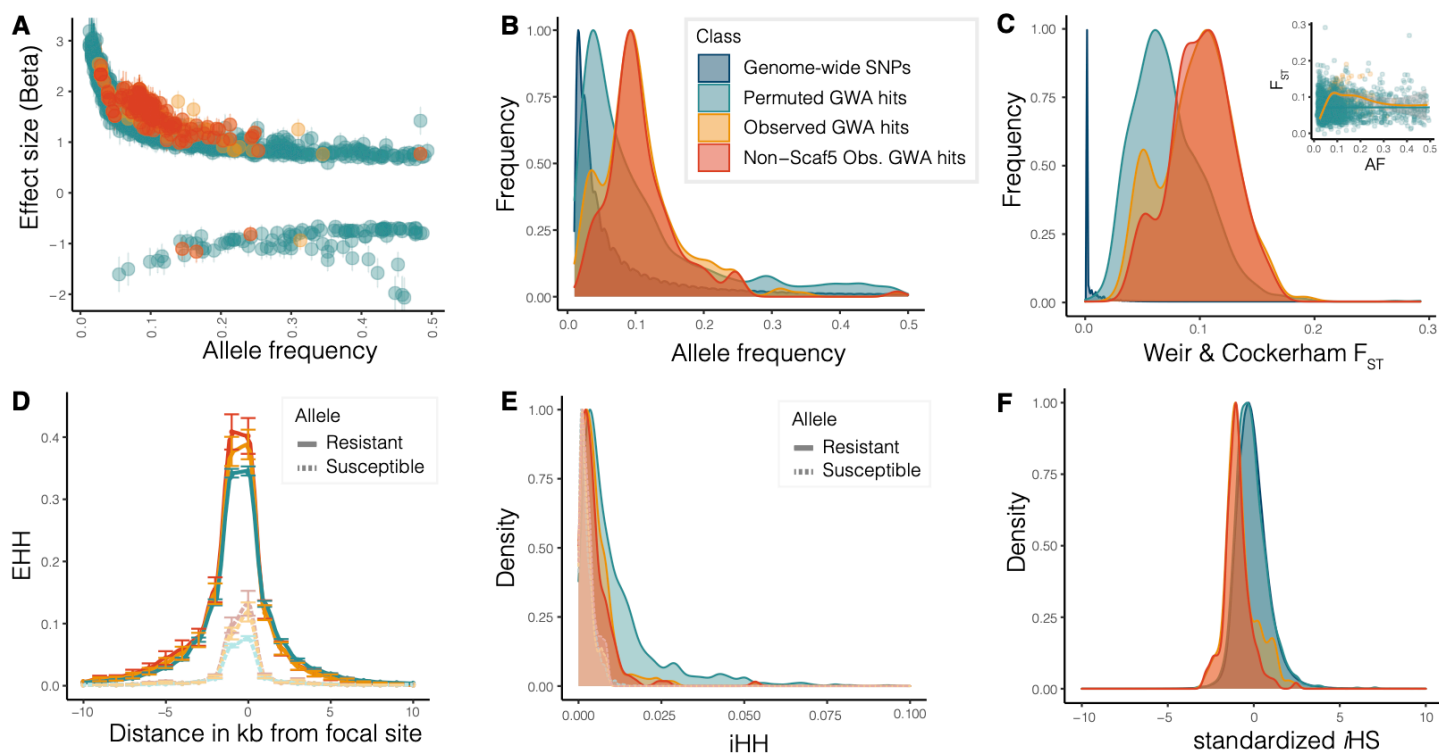 A
Effect size (Beta)
3
2
1
0
−1
−2
0.0
0.1
0.2
0.3
0.4
0.5
Allele frequency
B
Frequency
1.00
0.75
0.50
0.25
0.00
0.0
0.1
0.2
0.3
0.4
0.5
Allele frequency
Class
Genome-wide SNPs
Permuted GWA hits
Observed GWA hits
Non−Scaf5 Obs. GWA hits
C
Frequency
1.00
0.75
0.50
0.25
0.00
0.0
0.1
0.2
0.3
Weir & Cockerham FST
FST
0.3
0.2
0.1
0.0
0.0
0.1
0.2
0.3
0.4
0.5
AF
D
EHH
0.4
0.3
0.2
0.1
0.0
−10
−5
0
5
10
Distance in kb from focal site
Allele
Resistant
Susceptible
E
Density
1.00
0.75
0.50
0.25
0.00
0.000
0.025
0.050
0.075
0.100
iHH
Allele
Resistant
Susceptible
F
Density
1.00
0.75
0.50
0.25
0.00
−10
−5
0
5
10
standardized iHS